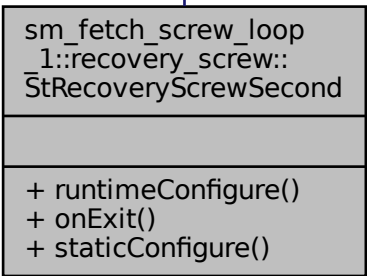 sm_fetch_screw_loop
_1::recovery_screw::
StRecoveryScrewSecond
+ runtimeConfigure()
+ onExit()
+ staticConfigure()